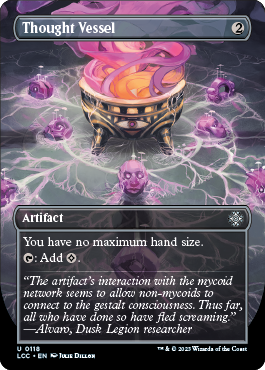 Thought Vessel 2
Artifact
You have no maximum hand size.
: Add .
“The artifact’s interaction with the mycoid
network seems to allow non-mycoids to
connect to the gestalt consciousness. Thus far,
all who have done so have fled screaming.”
—Alvaro, Dusk Legion researcher
U 0118
LCC • EN Julie Dillon
™ & © 2023 Wizards of the Coast